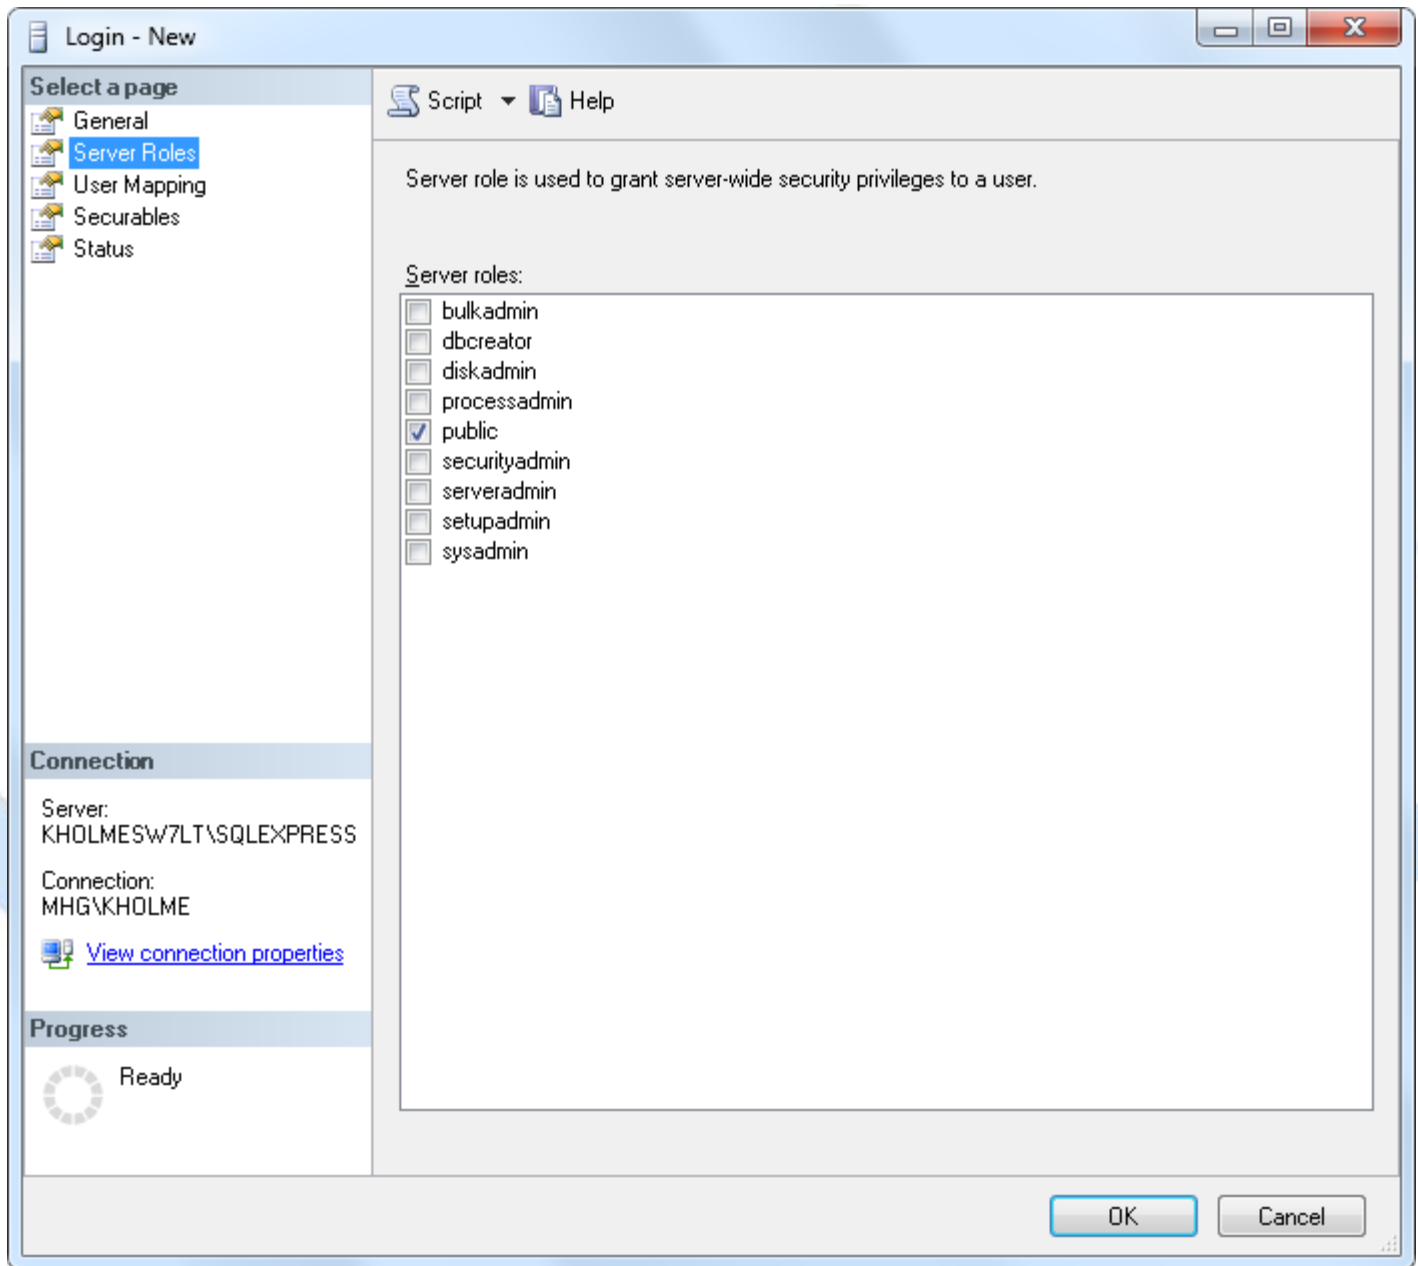 Login - New
Select a page
General
Server Roles
User Mapping
Securables
Status
Script
Help
Server role is used to grant server-wide security privileges to a user.
Server roles:
bulkadmin
dbcreator
diskadmin
processadmin
public
securityadmin
serveradmin
setupadmin
sysadmin
Connection
Server:
KHOLMESW7LT\SQLEXPRESS
Connection:
MHG\KHOLME
View connection properties
Progress
Ready
OK
Cancel